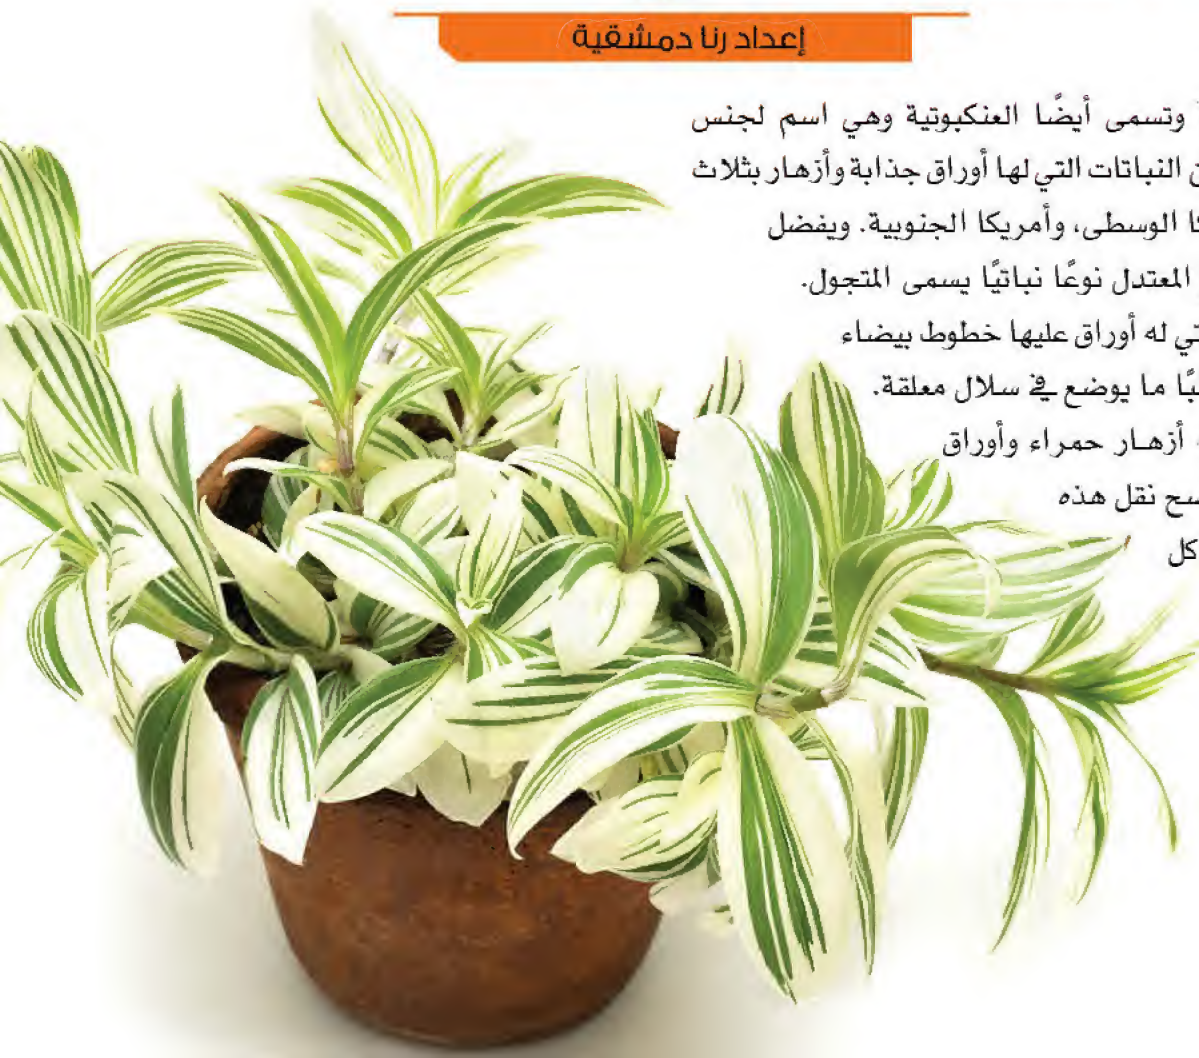 إعداد رنا دمشقية
وتسمى أيضًا العنكبوتية وهي اسم لجنس
النباتات التي لها أوراق جذابة وأزهار بثلاث
الوسطى، وأمريكا الجنوبية. ويفضل
المعتدل نوعًا نباتيًا يسمى المتجول.
له أوراق عليها خطوط بيضاء
ما يوضع في سلال معلقة.
أزهار حمراء وأوراق
نقل هذه
كل